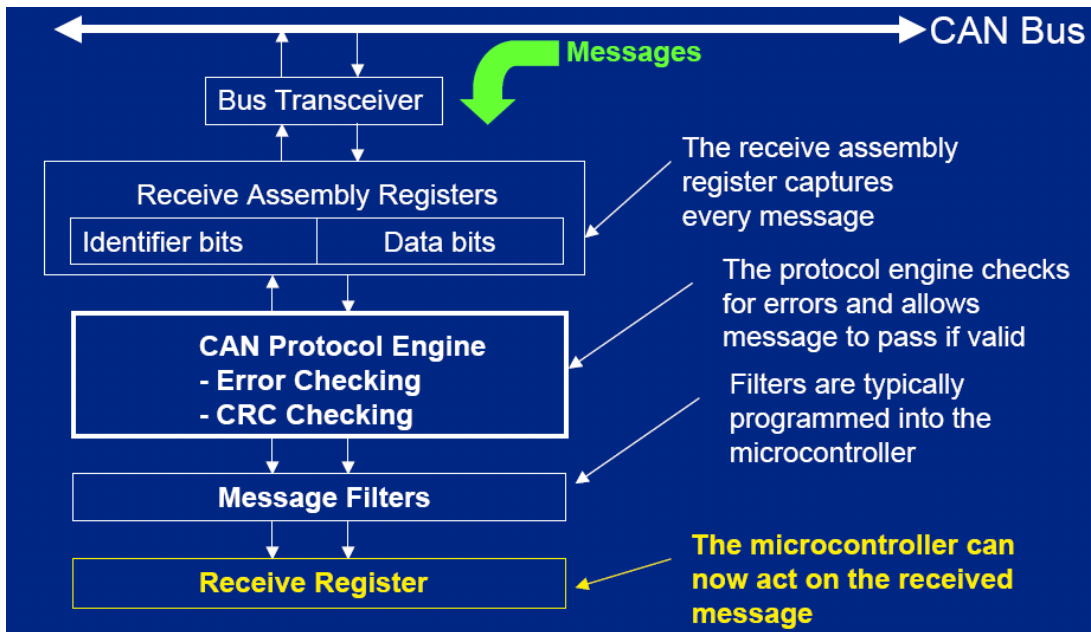 CAN Bus
Messages
Bus Transceiver
Receive Assembly Registers
Identifier bits
Data bits
The receive assembly
register captures
every message
CAN Protocol Engine
- Error Checking
- CRC Checking
The protocol engine checks
for errors and allows
message to pass if valid
Message Filters
Filters are typically
programmed into the
microcontroller
Receive Register
The microcontroller can
now act on the received
message